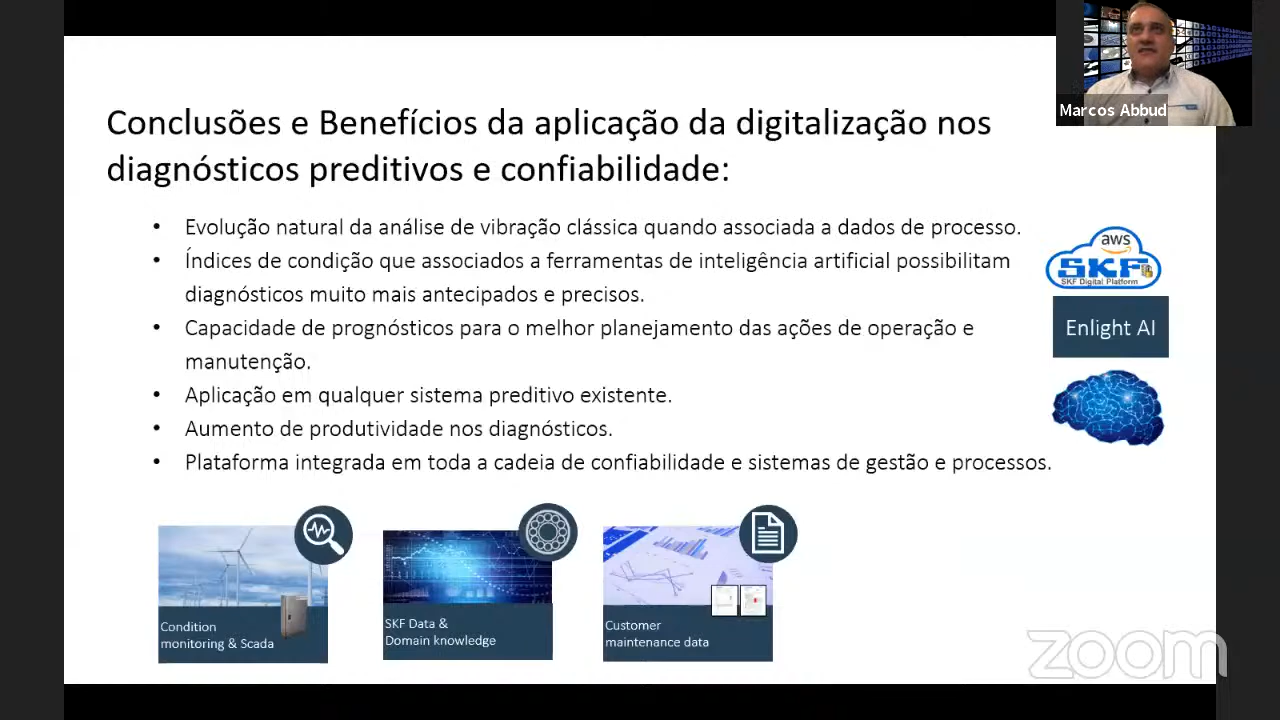 Marcos Abbud
Conclusões e Benefícios da aplicação da digitalização nos
diagnósticos preditivos e confiabilidade:
• Evolução natural da análise de vibração clássica quando associada a dados de processo.
• Índices de condição que associados a ferramentas de inteligência artificial possibilitam
diagnósticos muito mais antecipados e precisos.
• Capacidade de prognósticos para o melhor planejamento das ações de operação e
manutenção.
• Aplicação em qualquer sistema preditivo existente.
• Aumento de produtividade nos diagnósticos.
• Plataforma integrada em toda a cadeia de confiabilidade e sistemas de gestão e processos.
aws
SKF
SKF Digital Platform
Enlight AI
Condition
monitoring & Scada
SKF Data &
Domain knowledge
Customer
maintenance data
zoom